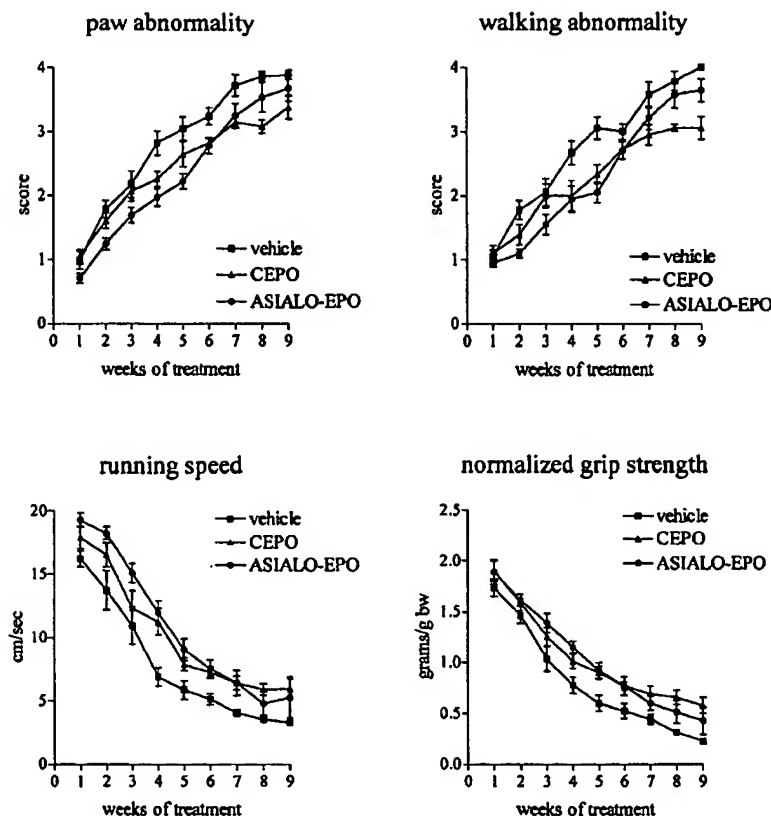 paw abnormality
4
3
2
1
0
score
vehicle
CEPO
ASIALO-EPO
0 1 2 3 4 5 6 7 8 9
weeks of treatment
walking abnormality
4
3
2
1
0
score
vehicle
CEPO
ASIALO-EPO
0 1 2 3 4 5 6 7 8 9
weeks of treatment
running speed
20
15
10
5
0
cm/sec
vehicle
CEPO
ASIALO-EPO
0 1 2 3 4 5 6 7 8 9
weeks of treatment
normalized grip strength
2.5
2.0
1.5
1.0
0.5
0.0
grams/g bw
vehicle
CEPO
ASIALO-EPO
0 1 2 3 4 5 6 7 8 9
weeks of treatment